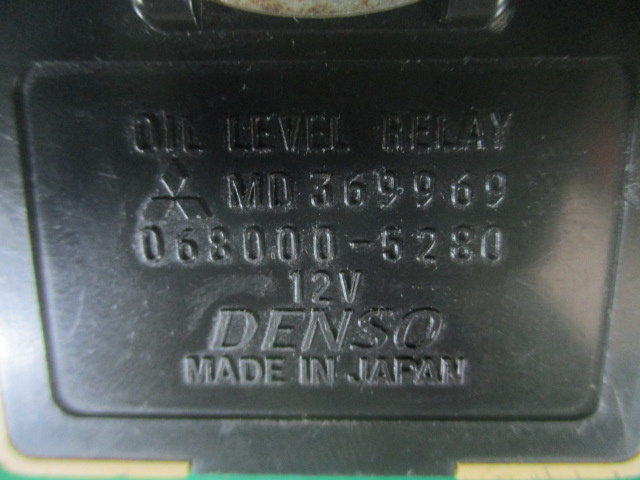 OIL LEVEL RELAY
MD369969
068000-5280
12V
DENSO
MADE IN JAPAN